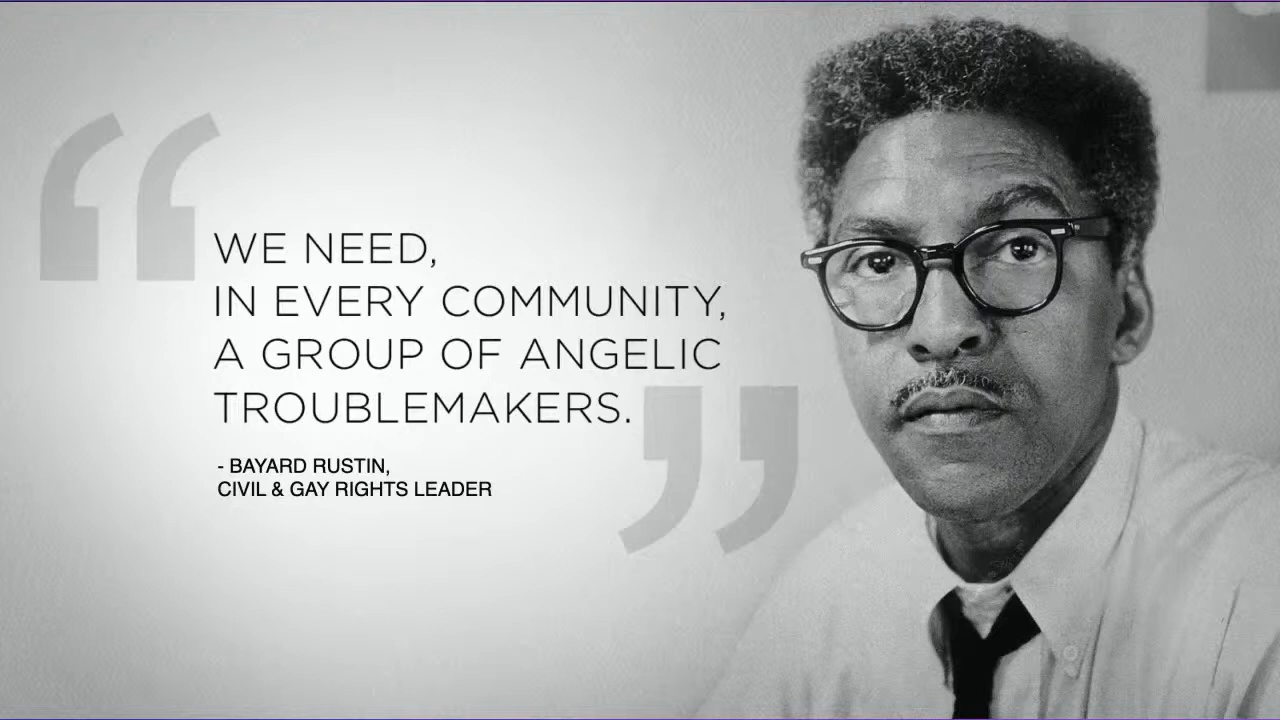 WE NEED,
IN EVERY COMMUNITY,
A GROUP OF ANGELIC
TROUBLEMAKERS.
- BAYARD RUSTIN,
CIVIL & GAY RIGHTS LEADER